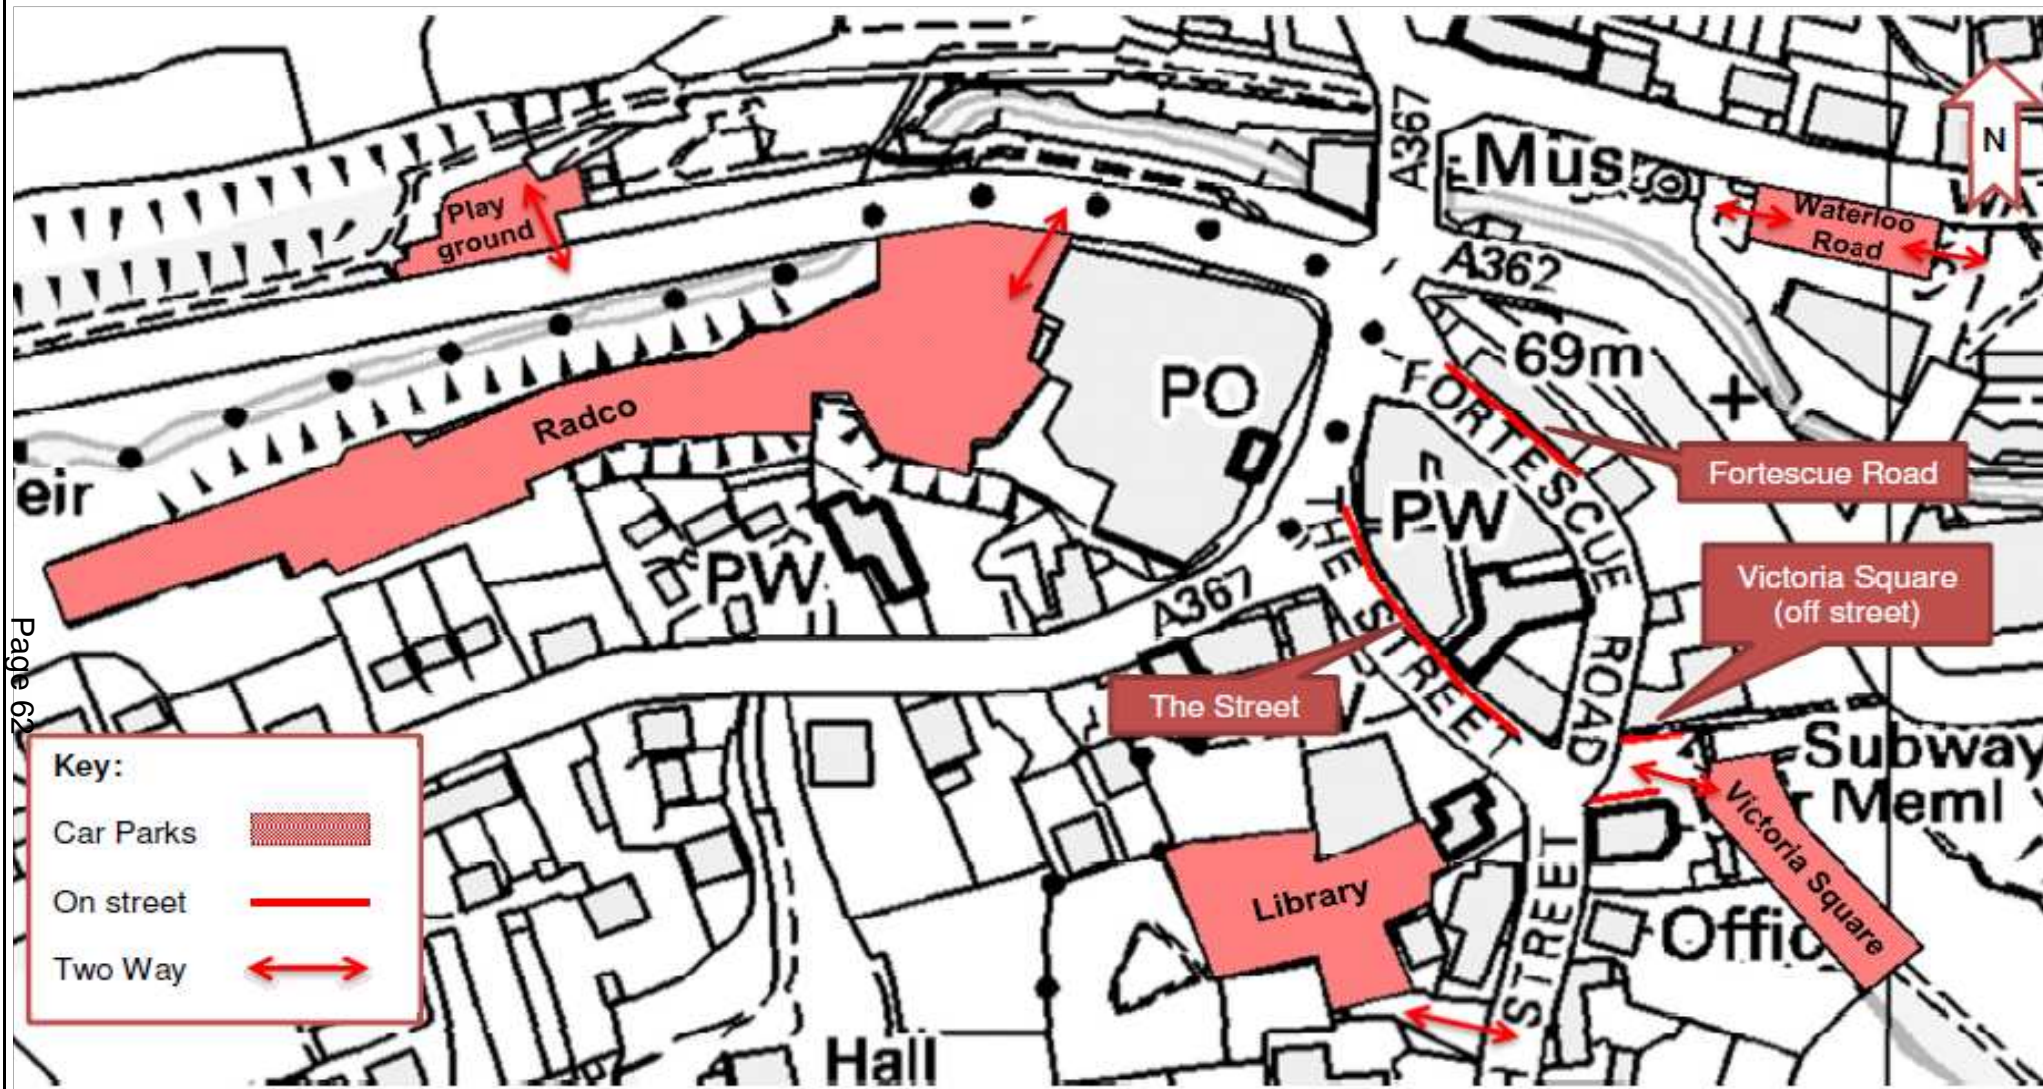 A367
Mus
N
Waterloo
Road
Play
ground
A362
69m
FORTESCUE ROAD
PO
Radco
Fortescue Road
eir
PW
PW
THE STREET
Victoria Square
(off street)
A367
The Street
Page 62
Subway
r Meml
Key:
Car Parks
On street
Two Way
Victoria Square
Library
STREET
Offic
Hall